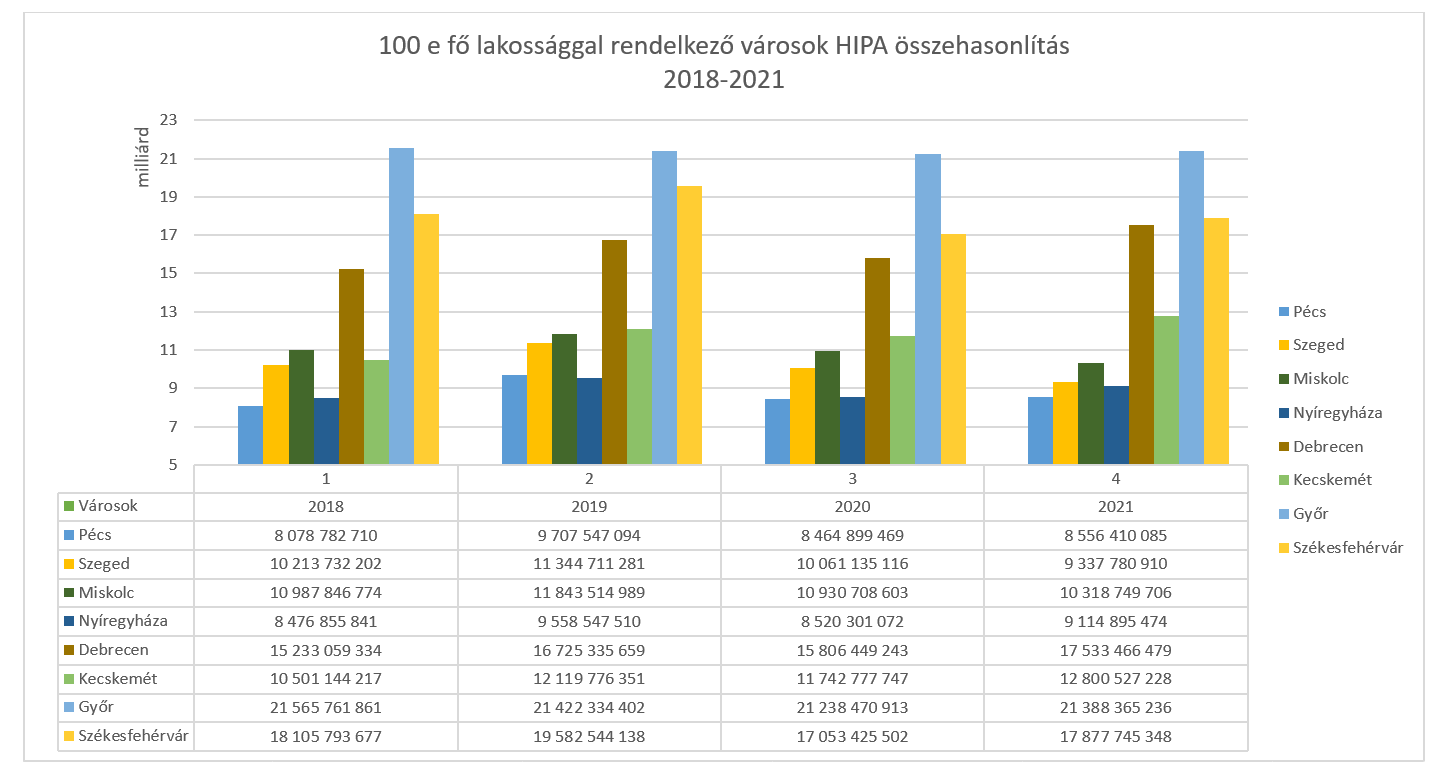 100 e fő lakossággal rendelkező városok HIPA összehasonlítás
2018-2021
milliárd
23
21
19
17
15
13
11
9
7
5
1 2 3 4
Városok 2018 2019 2020 2021
Pécs 8 078 782 710 9 707 547 094 8 464 899 469 8 556 410 085
Szeged 10 213 732 202 11 344 711 281 10 061 135 116 9 337 780 910
Miskolc 10 987 846 774 11 843 514 989 10 930 708 603 10 318 749 706
Nyíregyháza 8 476 855 841 9 558 547 510 8 520 301 072 9 114 895 474
Debrecen 15 233 059 334 16 725 335 659 15 806 449 243 17 533 466 479
Kecskemét 10 501 144 217 12 119 776 351 11 742 777 747 12 800 527 228
Győr 21 565 761 861 21 422 334 402 21 238 470 913 21 388 365 236
Székesfehérvár 18 105 793 677 19 582 544 138 17 053 425 502 17 877 745 348
Pécs
Szeged
Miskolc
Nyíregyháza
Debrecen
Kecskemét
Győr
Székesfehérvár